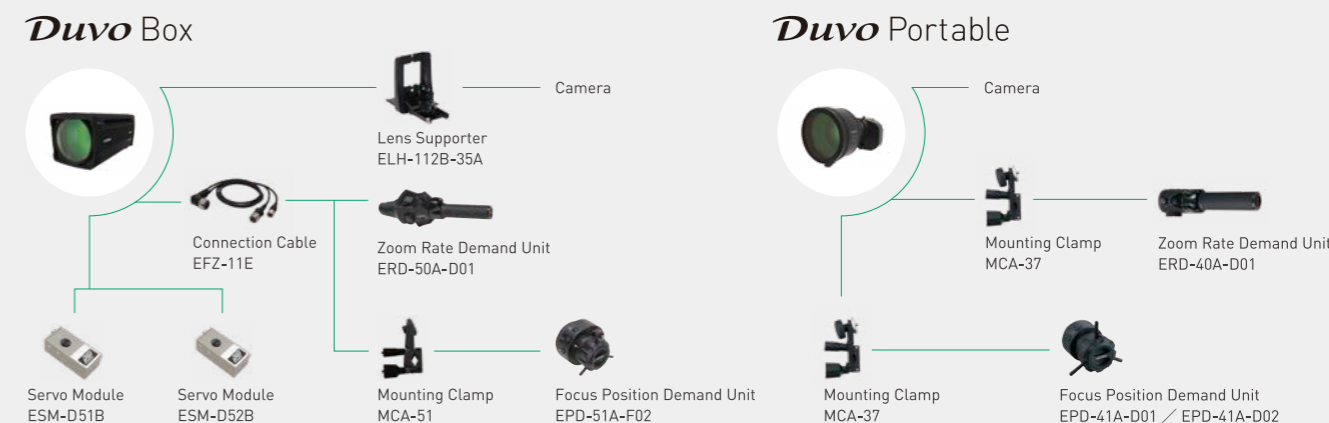 Duvo Box
Camera
Lens Supporter
ELH-112B-35A
Connection Cable
EFZ-11E
Zoom Rate Demand Unit
ERD-50A-D01
Servo Module
ESM-D51B
Servo Module
ESM-D52B
Mounting Clamp
MCA-51
Focus Position Demand Unit
EPD-51A-F02
Duvo Portable
Camera
Mounting Clamp
MCA-37
Zoom Rate Demand Unit
ERD-40A-D01
Mounting Clamp
MCA-37
Focus Position Demand Unit
EPD-41A-D01 / EPD-41A-D02